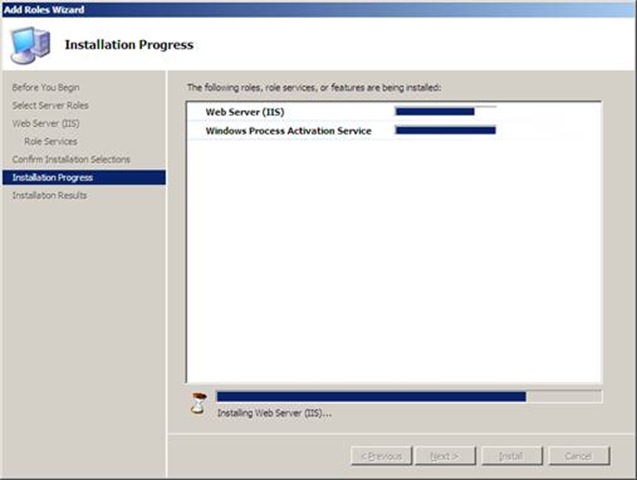 Add Roles Wizard
Installation Progress
Before You Begin
Select Server Roles
Web Server (IIS)
Role Services
Confirm Installation Selections
Installation Progress
Installation Results
The following roles, role services, or features are being installed:
Web Server (IIS)
Windows Process Activation Service
Installing Web Server (IIS)...
< Previous
Next >
Install
Cancel